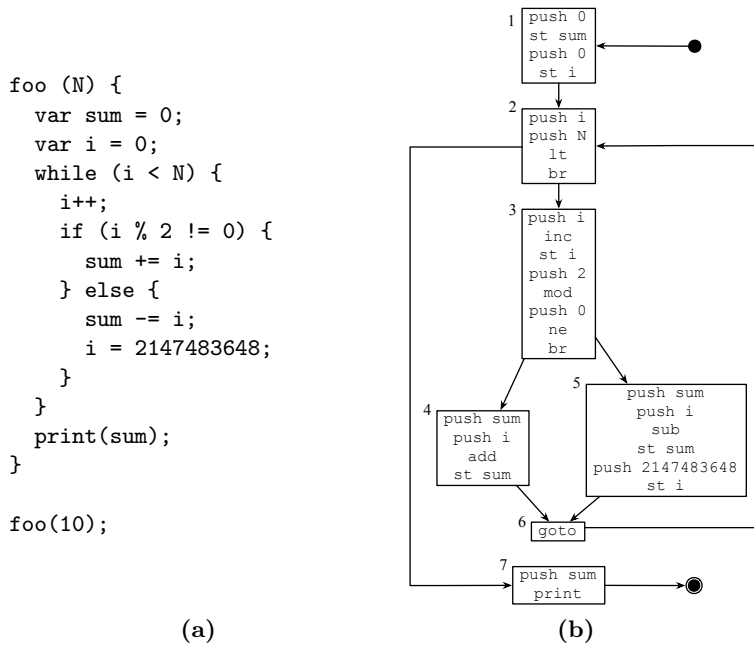 foo (N) {
var sum = 0;
var i = 0;
while (i < N) {
i++;
if (i % 2 != 0) {
sum += i;
} else {
sum -= i;
i = 2147483648;
}
}
print(sum);
}
foo(10);
(a)
1
push 0
st sum
push 0
st i
2
push i
push N
lt
br
3
push i
inc
st i
push 2
mod
push 0
ne
br
4
push sum
push i
add
st sum
5
push sum
push i
sub
st sum
push 2147483648
st i
6
goto
7
push sum
print
(b)